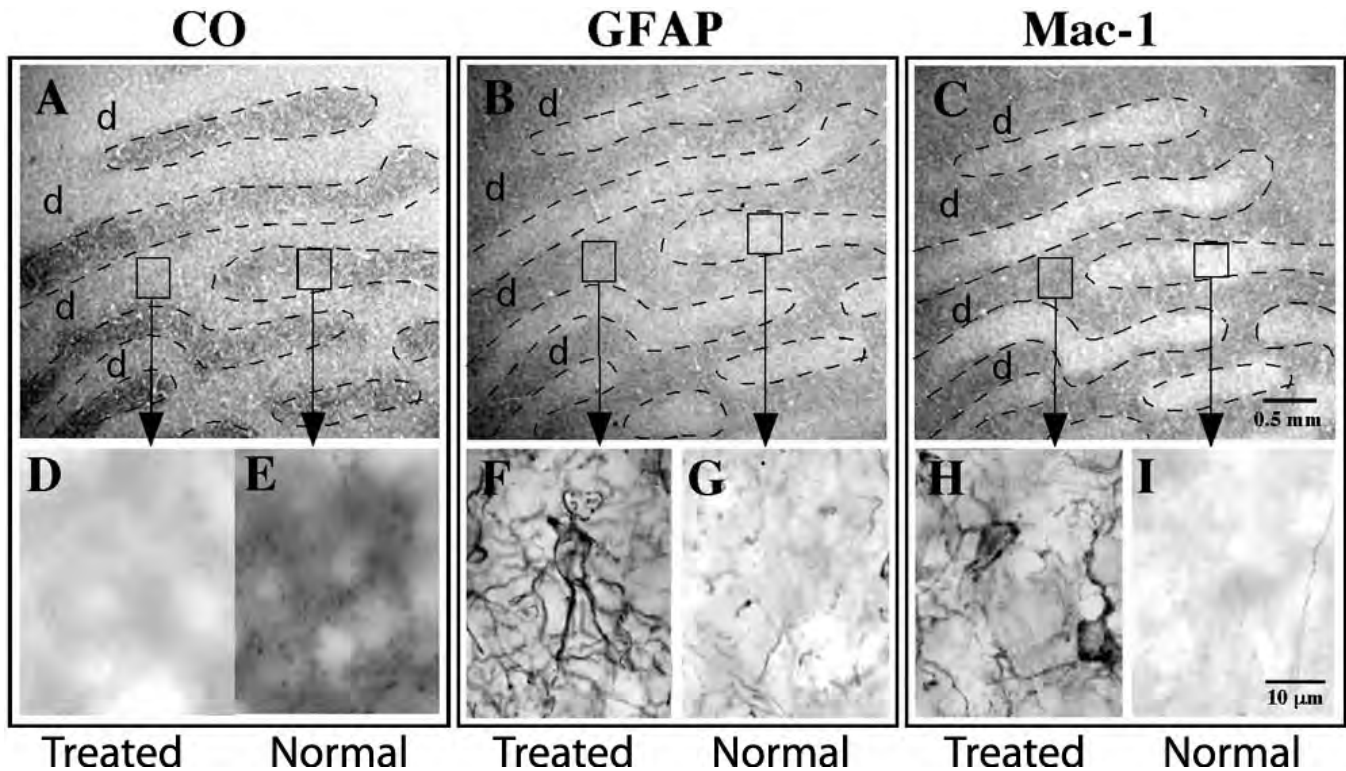 CO GFAP Mac-1
A B C
d d d
d d d
d d d
d d d
0.5 mm
D E F G H I
10 µm
Treated Normal Treated Normal Treated Normal